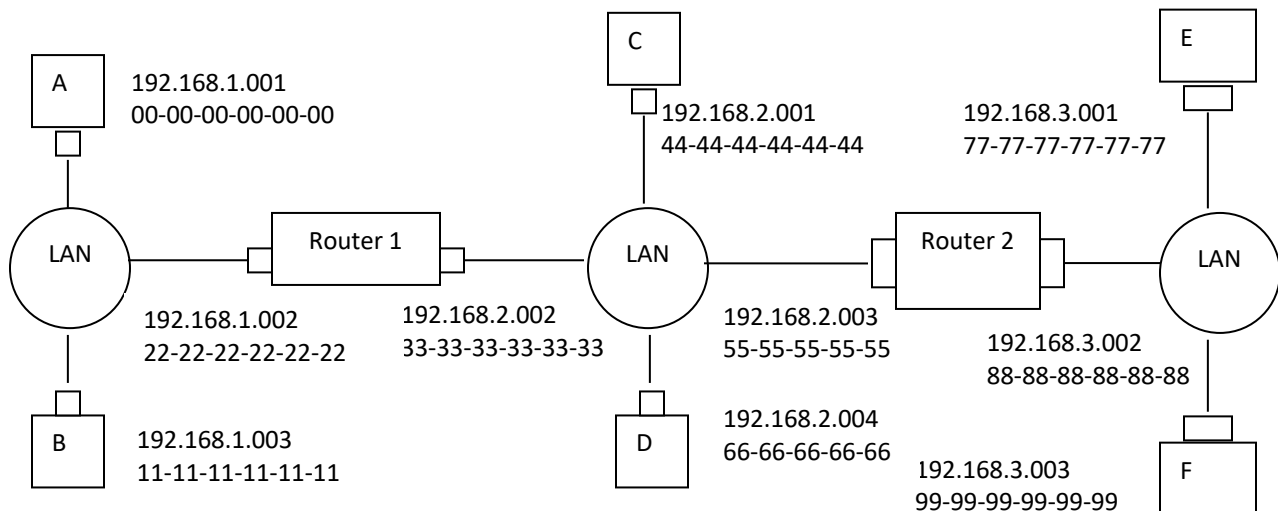 A
192.168.1.001
00-00-00-00-00-00
C
192.168.2.001
44-44-44-44-44-44
E
192.168.3.001
77-77-77-77-77-77
LAN
Router 1
LAN
Router 2
LAN
192.168.1.002
22-22-22-22-22-22
192.168.2.002
33-33-33-33-33-33
192.168.2.003
55-55-55-55-55
192.168.3.002
88-88-88-88-88-88
B
192.168.1.003
11-11-11-11-11-11
D
192.168.2.004
66-66-66-66-66
192.168.3.003
99-99-99-99-99-99
F